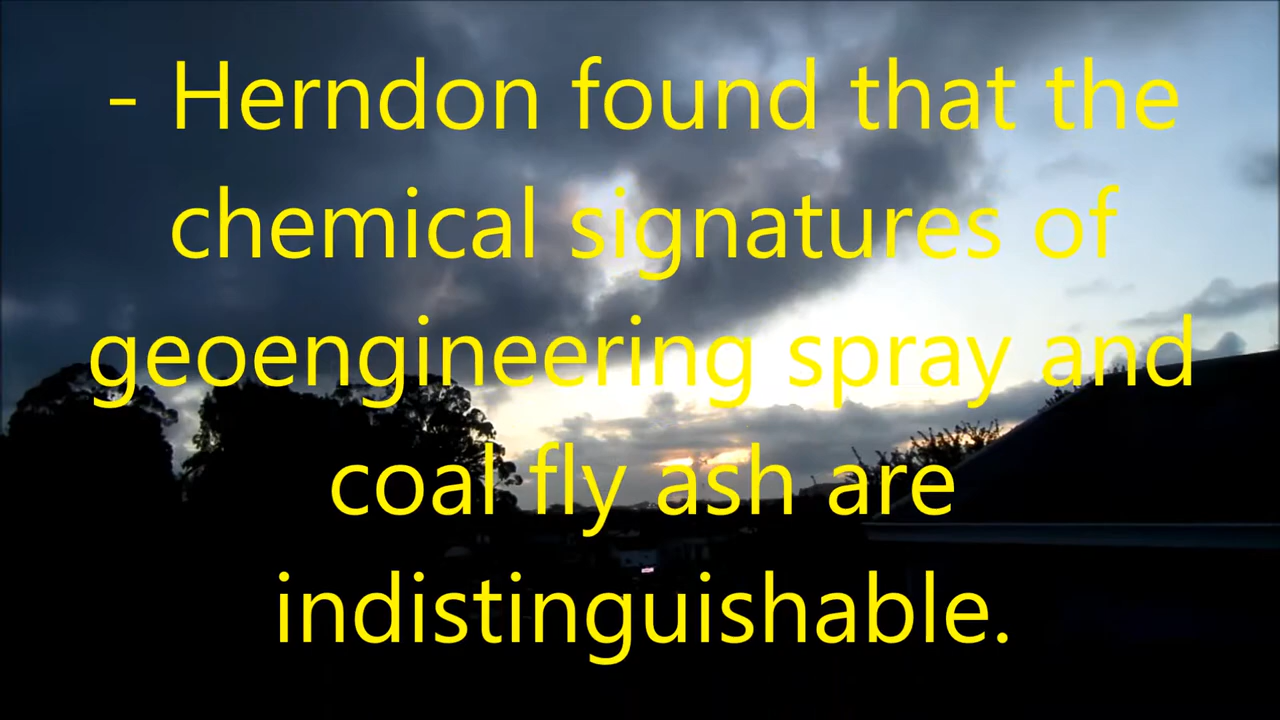 - Herndon found that the
chemical signatures of
geoengineering spray and
coal fly ash are
indistinguishable.